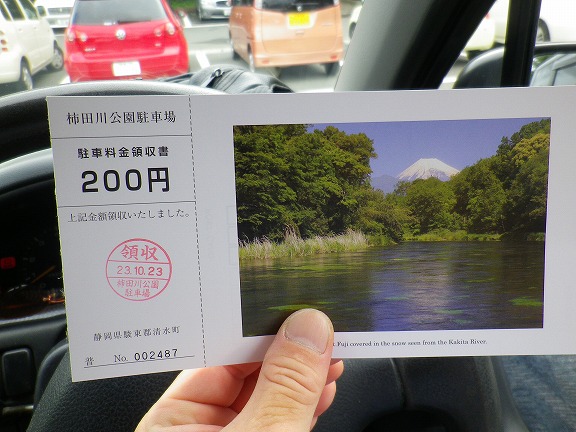 柿田川公園駐車場
駐車料金領収書
200円
上記金額領収いたしました。
領収
23.10.23
柿田川公園
駐車場
静岡県駿東郡清水町
普 No. 002487
Fuji covered in the snow seen from the Kakita River.